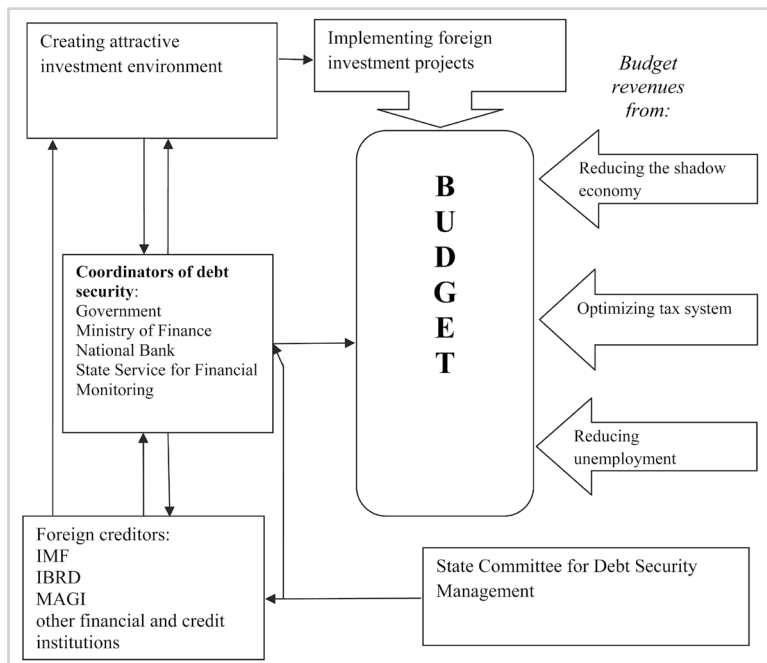 Creating attractive
investment environment
Implementing foreign
investment projects
Budget
revenues
from:
Reducing the shadow
economy
B
U
D
G
E
T
Coordinators of debt
security:
Government
Ministry of Finance
National Bank
State Service for Financial
Monitoring
Optimizing tax system
Reducing
unemployment
Foreign creditors:
IMF
IBRD
MAGI
other financial and credit
institutions
State Committee for Debt Security
Management